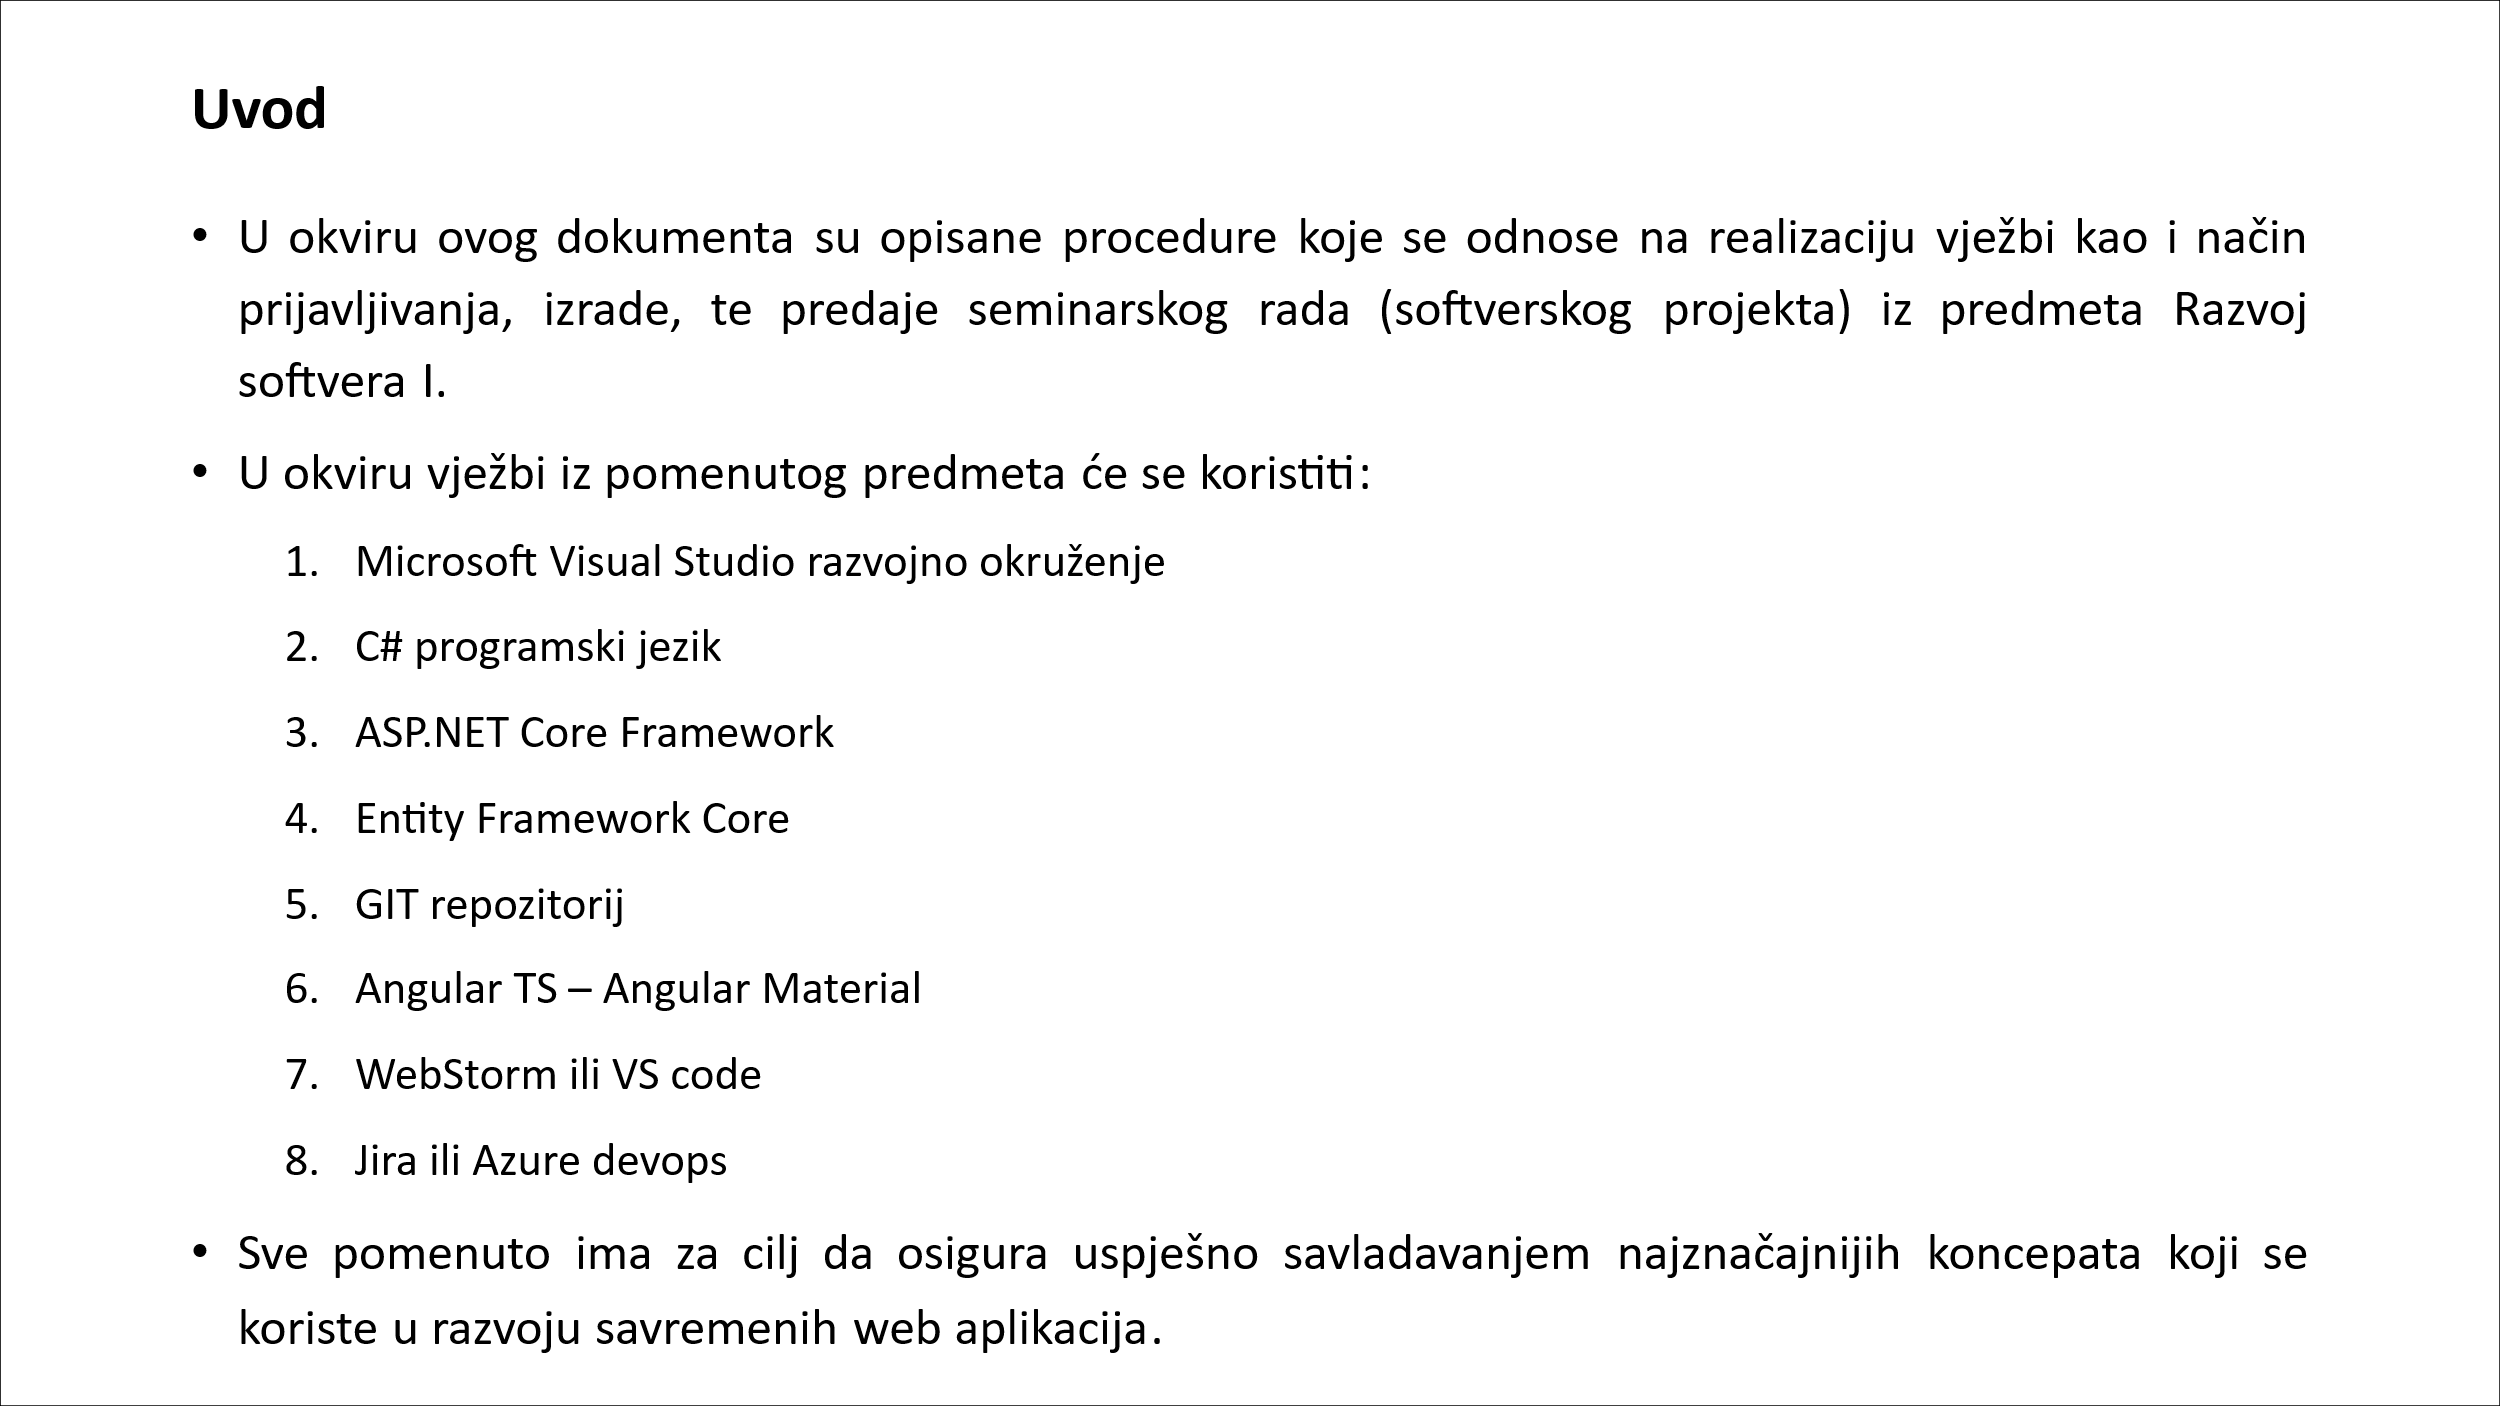 Uvod
• U okviru ovog dokumenta su opisane procedure koje se odnose na realizaciju vježbi kao i način
prijavljivanja, izrade, te predaje seminarskog rada (softverskog projekta) iz predmeta Razvoj
softvera I.
• U okviru vježbi iz pomenutog predmeta će se koristiti:
1. Microsoft Visual Studio razvojno okruženje
2. C# programski jezik
3. ASP.NET Core Framework
4. Entity Framework Core
5. GIT repozitorij
6. Angular TS – Angular Material
7. WebStorm ili VS code
8. Jira ili Azure devops
• Sve pomenuto ima za cilj da osigura uspješno savladavanjem najznačajnijih koncepata koji se
koriste u razvoju savremenih web aplikacija.